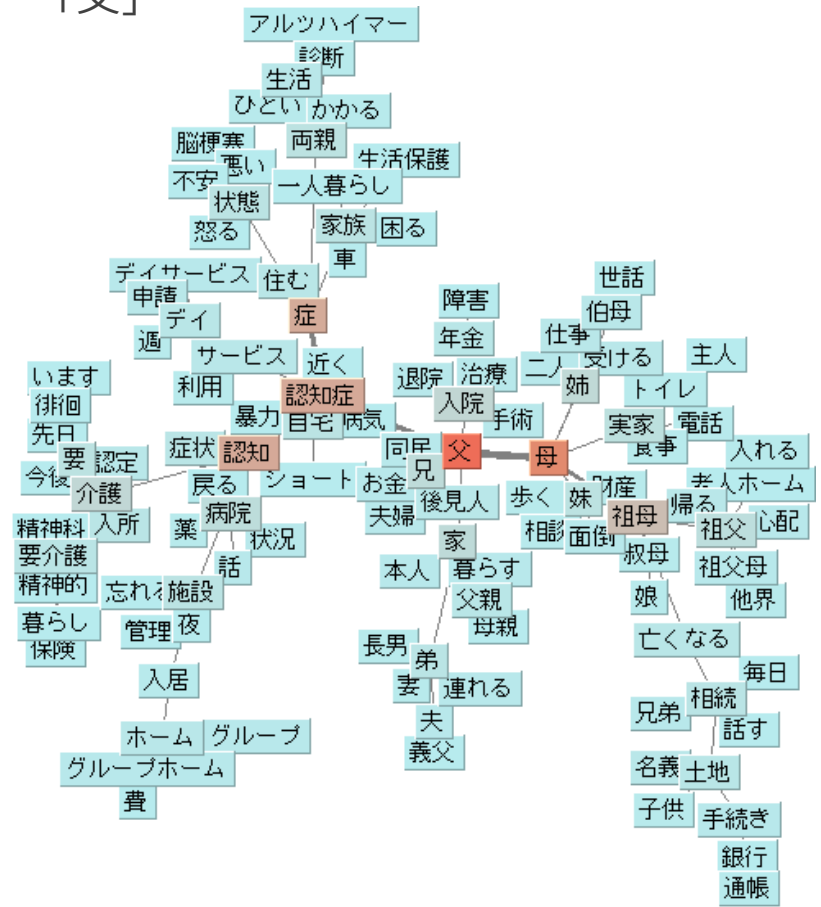 「父」
アルツハイマー
診断
生活
ひどい
かかる
脳梗塞
両親
悪い
生活保護
不安
一人暮らし
状態
家族
困る
怒る
車
デイサービス
住む
申請
デイ
症
週
サービス
近く
利用
認知症
暴力
自宅
病気
症状
認知
ショート
戻る
います
徘徊
先日
要
認定
今後
介護
精神科
入所
要介護
精神的
暮らし
保険
薬
病院
状況
話
忘れる
施設
管理
夜
入居
ホーム
グループ
グループホーム
費
障害
年金
退院
治療
入院
手術
同居
父
母
兄
お金
後見人
夫婦
家
本人
暮らす
父親
母親
長男
弟
妻
連れる
夫
義父
世話
伯母
仕事
二人
受ける
主人
姉
トイレ
実家
電話
食事
入れる
老人ホーム
歩く
妹
財産
帰る
相談
面倒
祖母
祖父
心配
叔母
祖父母
娘
他界
亡くなる
毎日
相続
兄弟
話す
名義
土地
子供
手続き
銀行
通帳